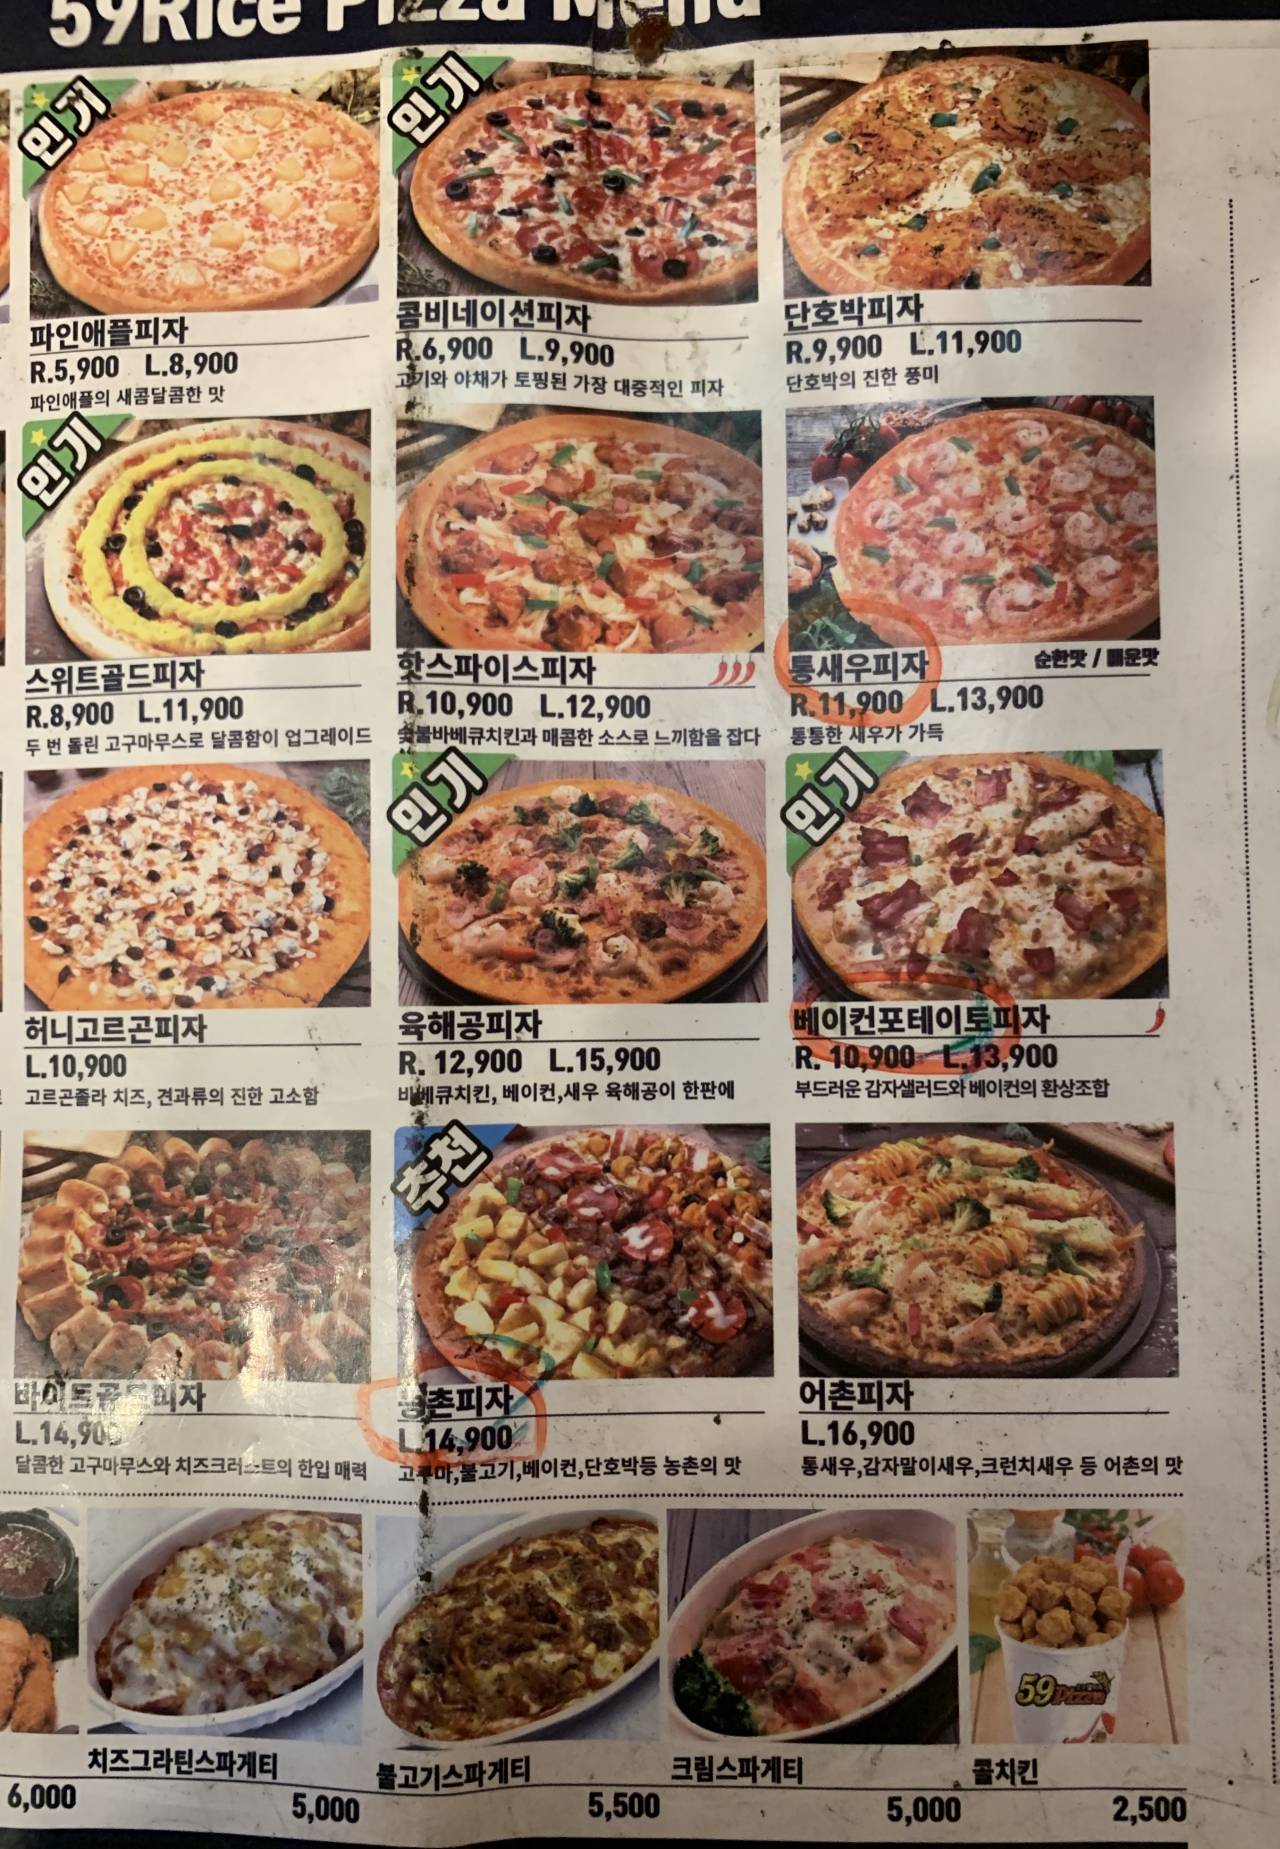 59Rice Pizza Menu
인기
인기
파인애플피자
R.5,900 L.8,900
파인애플의 새콤달콤한 맛
콤비네이션피자
R.6,900 L.9,900
고기와 야채가 토핑된 가장 대중적인 피자
단호박피자
R.9,900 L.11,900
단호박의 진한 풍미
인기
스위트골드피자
R.8,900 L.11,900
두 번 돌린 고구마무스로 달콤함이 업그레이드
핫스파이스피자
R.10,900 L.12,900
숯불바베큐치킨과 매콤한 소스로 느끼함을 잡다
통새우피자 순한맛 / 매운맛
R.11,900 L.13,900
통통한 새우가 가득
인기
인기
허니고르곤피자
L.10,900
고르곤졸라 치즈, 견과류의 진한 고소함
육해공피자
R. 12,900 L.15,900
바베큐치킨, 베이컨,새우 육해공이 한판에
베이컨포테이토피자
R. 10,900 L.13,900
부드러운 감자샐러드와 베이컨의 환상조합
추천
바이트골드피자
L.14,900
달콤한 고구마무스와 치즈크러스트의 한입 매력
농촌피자
L.14,900
고구마,불고기,베이컨,단호박등 농촌의 맛
어촌피자
L.16,900
통새우,감자말이새우,크런치새우 등 어촌의 맛
59 Pizza
6,000
치즈그라틴스파게티
5,000
불고기스파게티
5,500
크림스파게티
5,000
콜치킨
2,500